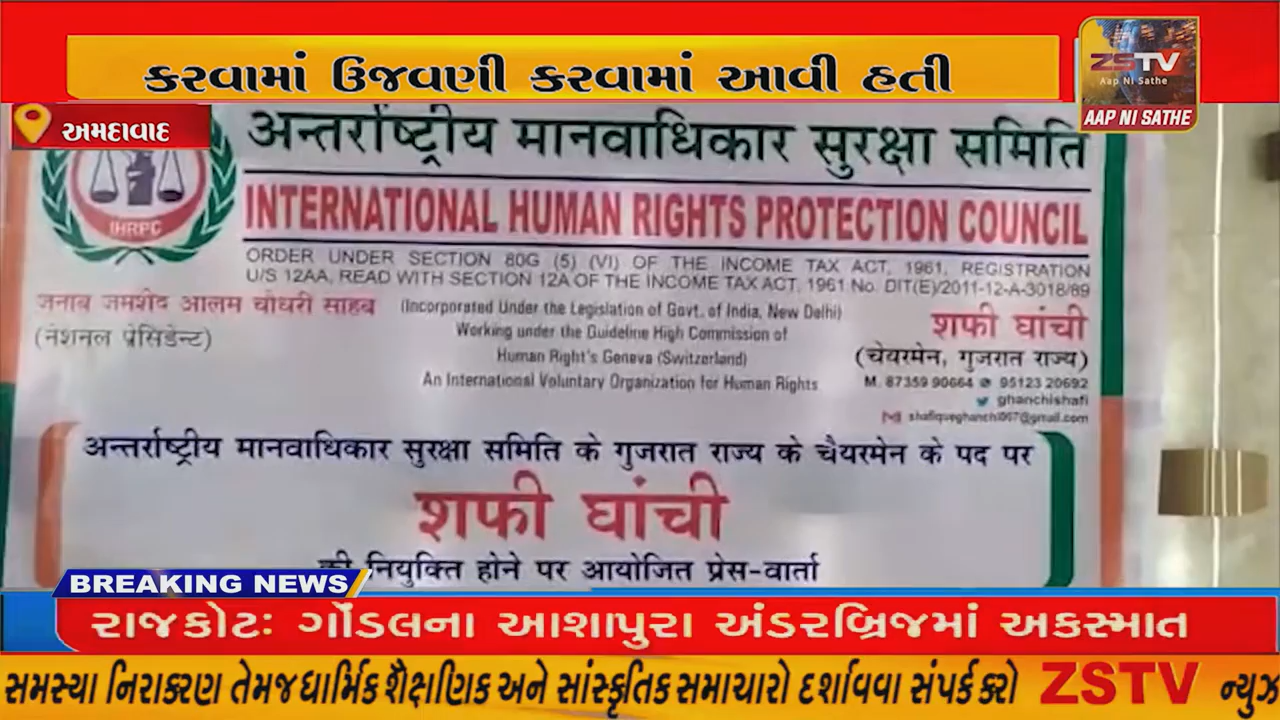 કરવામાં ઉજવણી કરવામાં આવી હતી
ZSTV
Aap Ni Sathe
AAP NI SATHE
અમદાવાદ
अन्तर्राष्ट्रीय मानवाधिकार सुरक्षा समिति
IHRPC
INTERNATIONAL HUMAN RIGHTS PROTECTION COUNCIL
ORDER UNDER SECTION 80G (5) (VI) OF THE INCOME TAX ACT, 1961, REGISTRATION
U/S 12AA, READ WITH SECTION 12A OF THE INCOME TAX ACT, 1961 No. DIT(E)/2011-12-A-3018/89
जनाब जमशेद आलम चौधरी साहब
(नेशनल प्रेसिडेन्ट)
(Incorporated Under the Legislation of Govt. of India, New Delhi)
Working under the Guideline High Commission of
Human Right's Geneva (Switzerland)
An International Voluntary Organization for Human Rights
शफी घांची
(चेयरमेन, गुजरात राज्य)
M. 87359 90664 95123 20692
ghanchishafi
अन्तर्राष्ट्रीय मानवाधिकार सुरक्षा समिति के गुजरात राज्य के चेयरमेन के पद पर
शफी घांची
की नियुक्ति होने पर आयोजित प्रेस-वार्ता
BREAKING NEWS
રાજકોટઃ ગોંડલના આશાપુરા અંડરબ્રિજમાં અકસ્માત
સમસ્યા નિરાકરણ તેમજ ધાર્મિક શૈક્ષણિક અને સાંસ્કૃતિક સમાચારો દર્શાવવા સંપર્ક કરો ZSTV ન્યુઝ